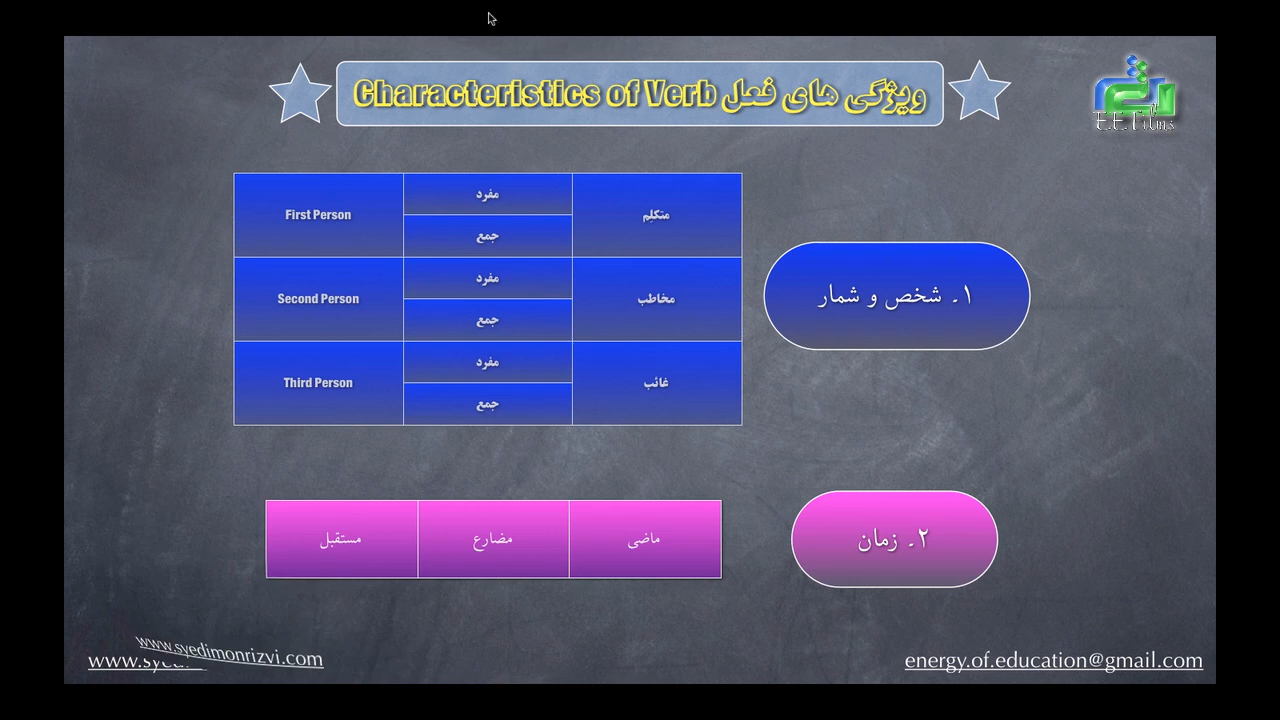 ویژگی های فعل Characteristics of Verb
E.E.Films
۱۔ شخص و شمار
متکلِم
مفرد
جمع
First Person
مخاطب
مفرد
جمع
Second Person
غائب
مفرد
جمع
Third Person
۲۔ زمان
ماضی
مضارع
مستقبل
www.syedimonrizvi.com
energy.of.education@gmail.com